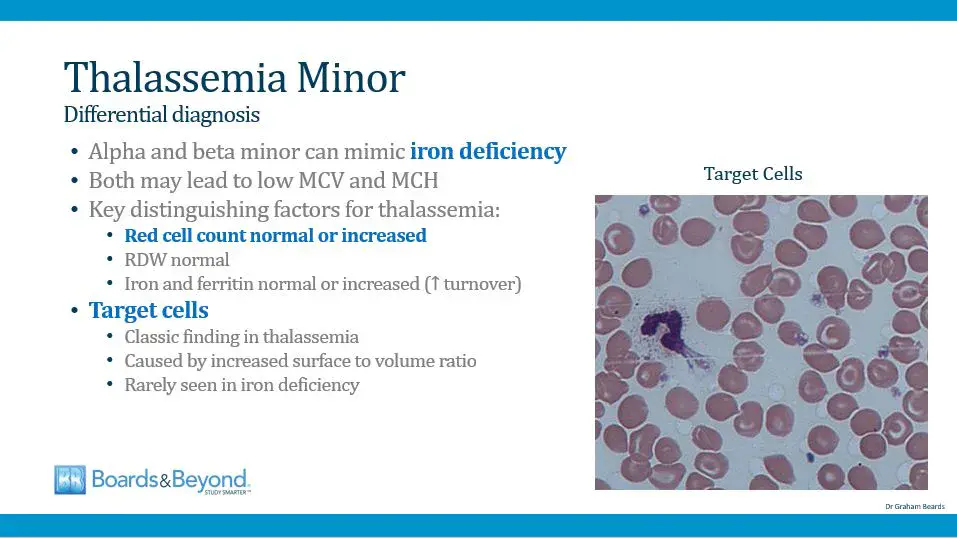 Thalassemia Minor
Differential diagnosis
• Alpha and beta minor can mimic iron deficiency
• Both may lead to low MCV and MCH
• Key distinguishing factors for thalassemia:
• Red cell count normal or increased
• RDW normal
• Iron and ferritin normal or increased (↑ turnover)
• Target cells
• Classic finding in thalassemia
• Caused by increased surface to volume ratio
• Rarely seen in iron deficiency
Target Cells
BB Boards&Beyond
STUDY SMARTER™
Dr Graham Beards